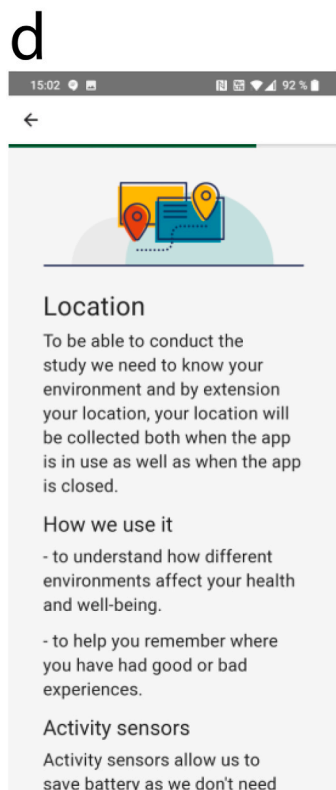 d
15:02 92 %
Location
To be able to conduct the
study we need to know your
environment and by extension
your location, your location will
be collected both when the app
is in use as well as when the app
is closed.
How we use it
- to understand how different
environments affect your health
and well-being.
- to help you remember where
you have had good or bad
experiences.
Activity sensors
Activity sensors allow us to
save battery as we don't need